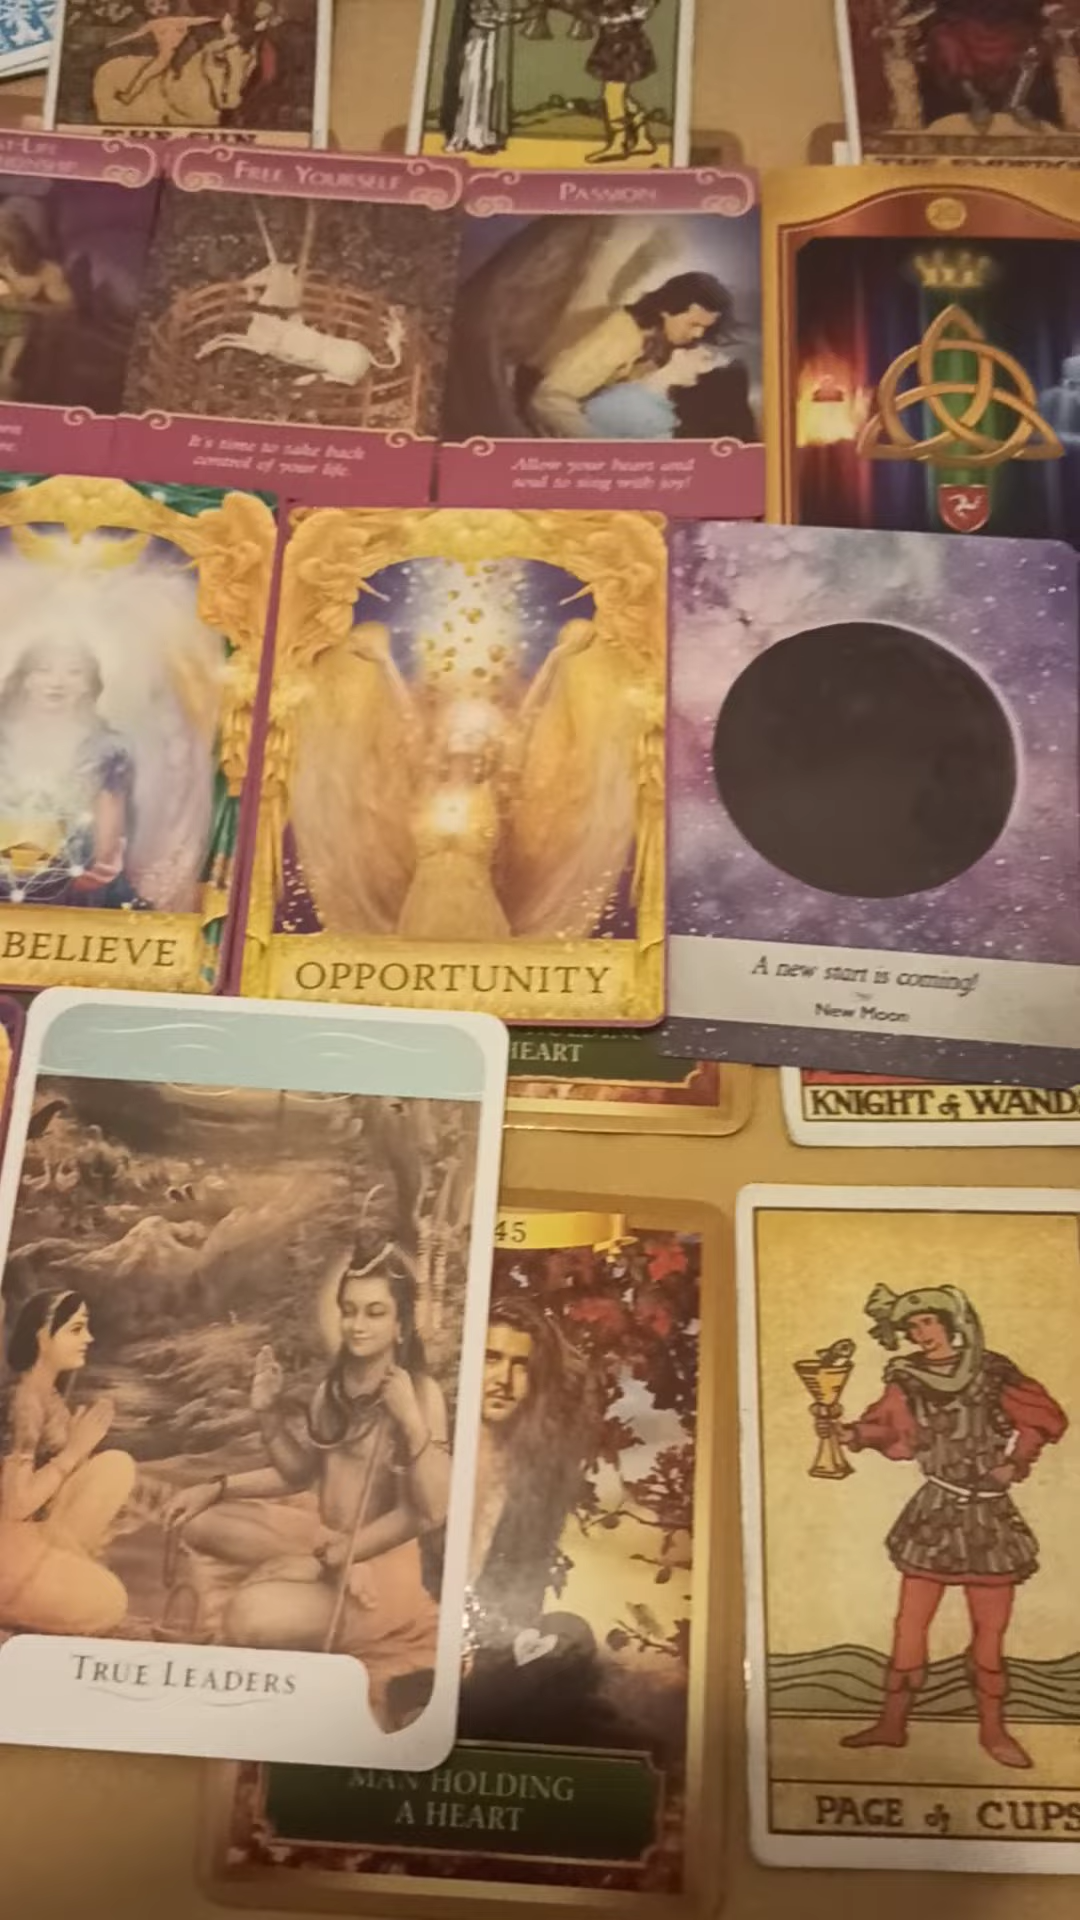 THE SUN
FREE YOURSELF
PASSION
20
It's time to take back
control of your life.
Allow your heart and
soul to sing with joy!
BELIEVE
OPPORTUNITY
A new start is coming!
New Moon
HEART
KNIGHT of WAND
45
TRUE LEADERS
MAN HOLDING
A HEART
PAGE of CUPS